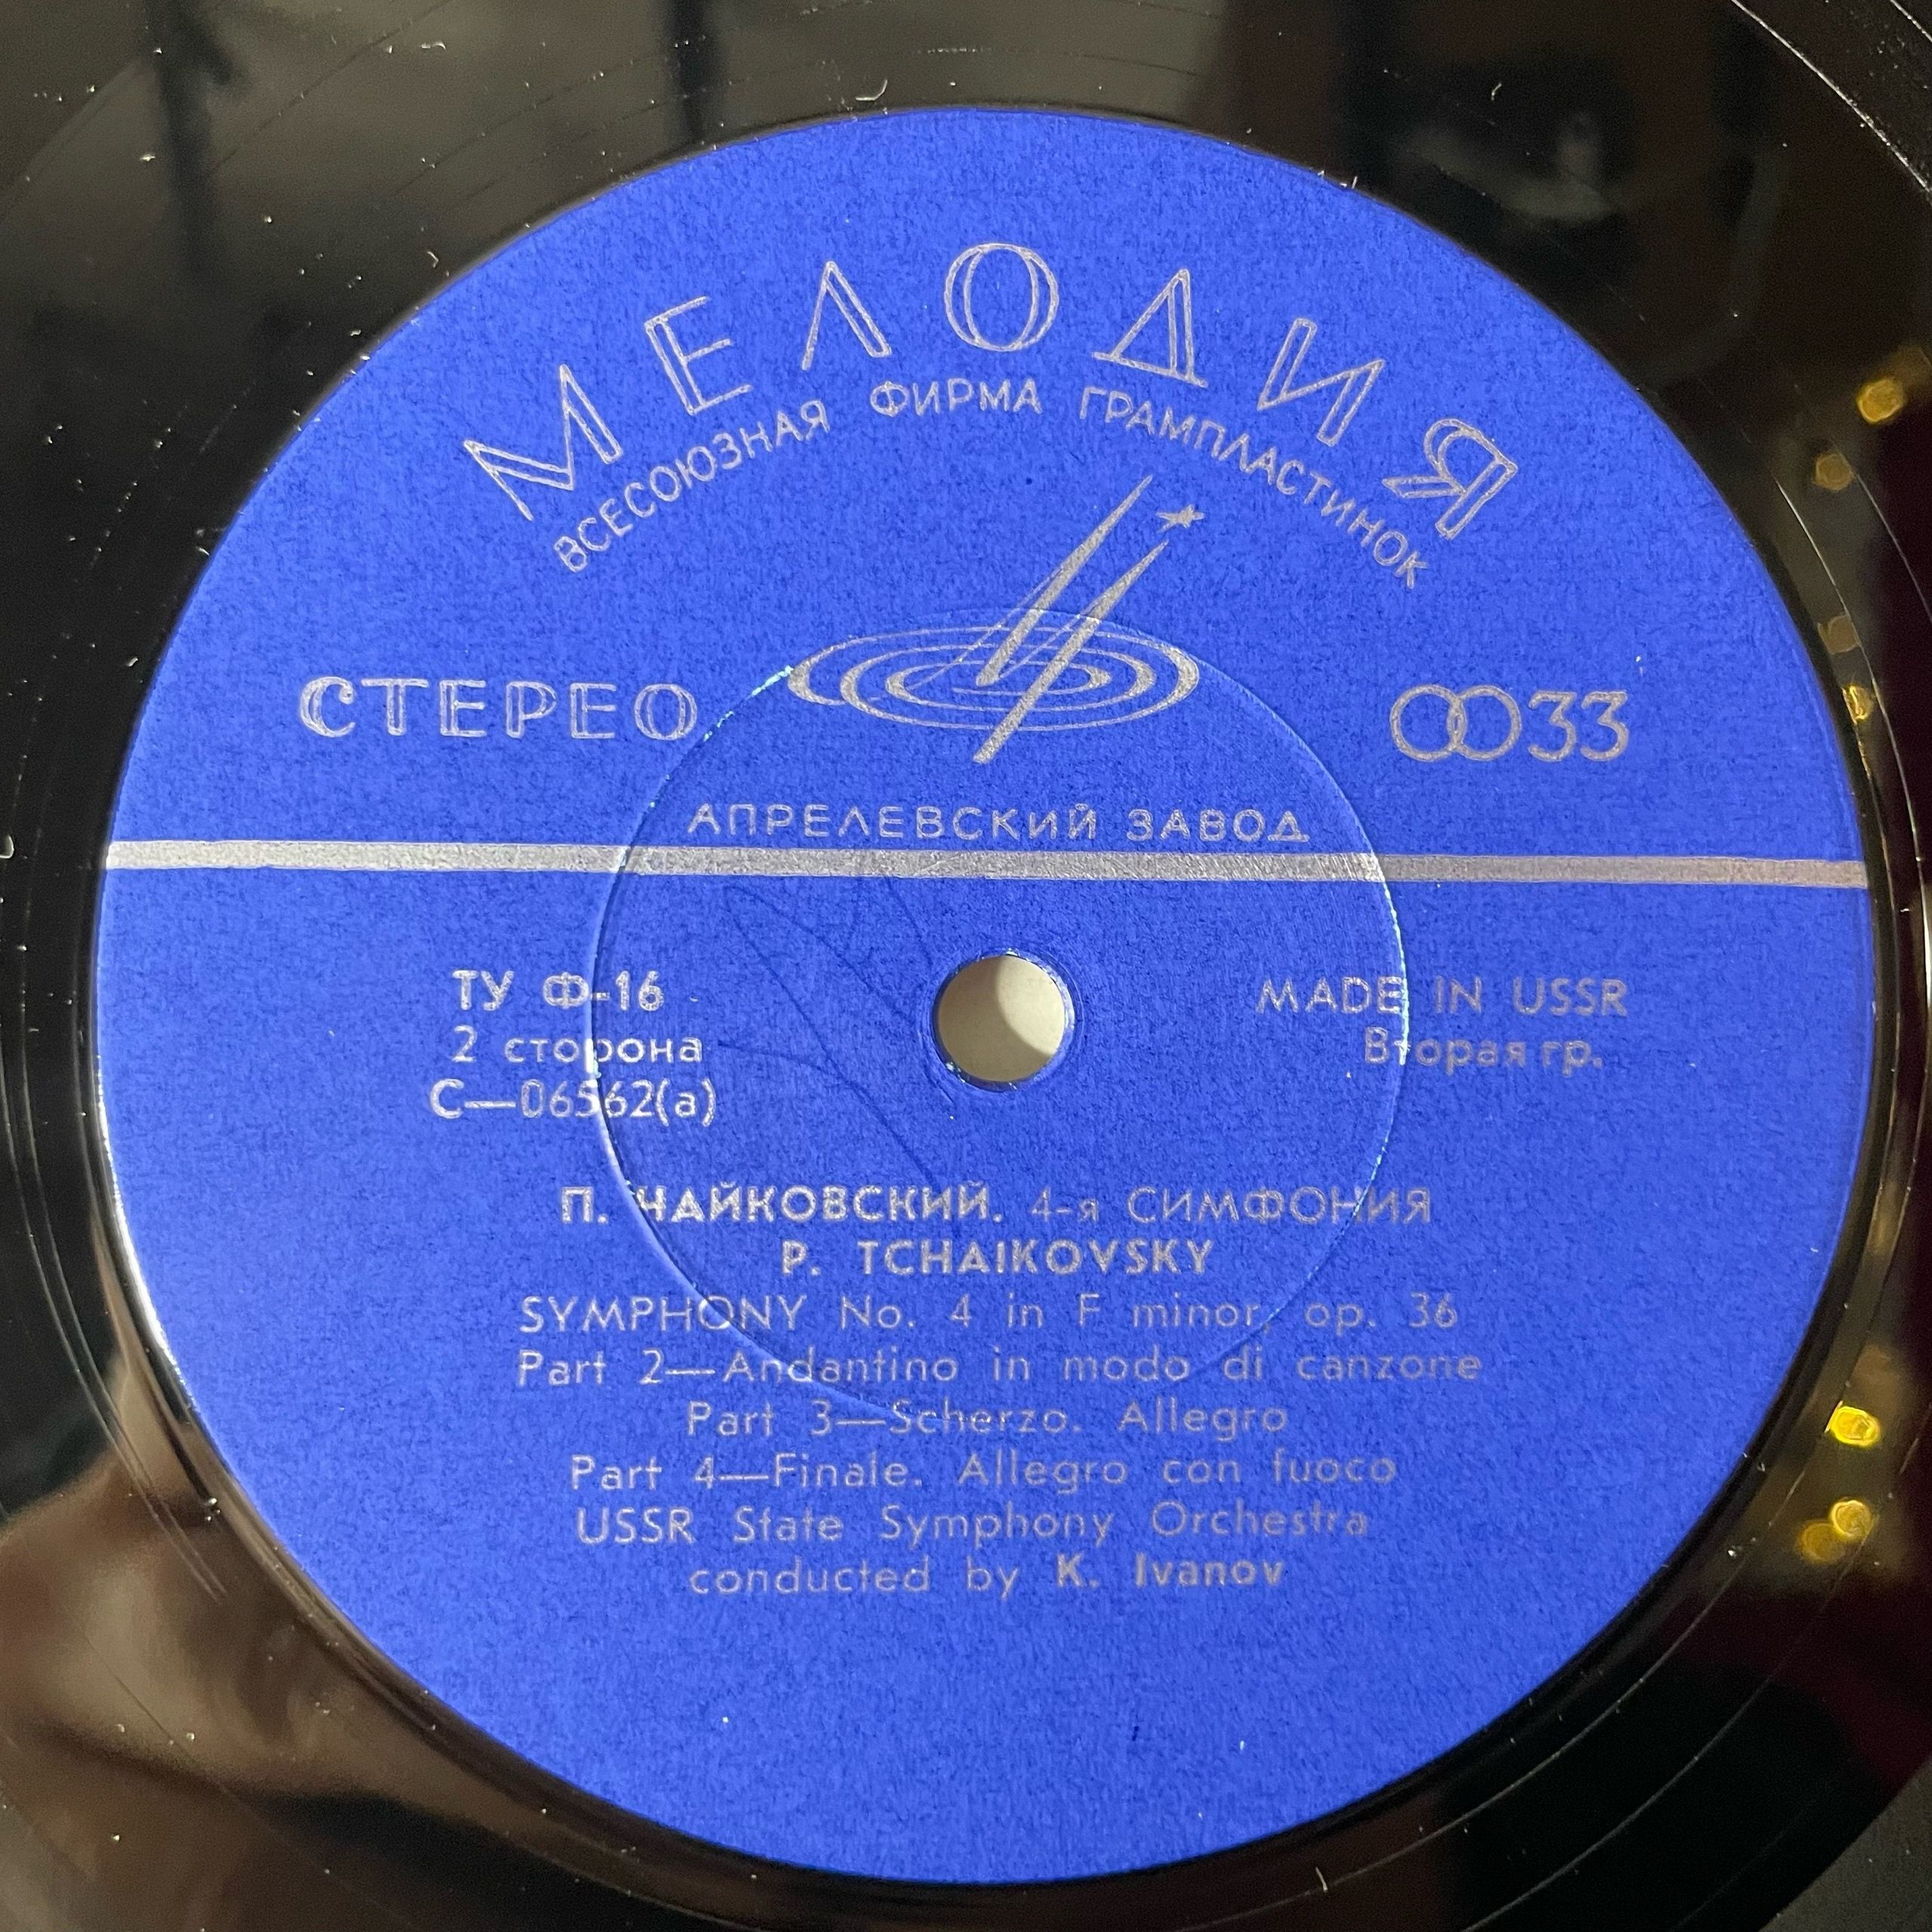 МЕЛОДИЯ
ВСЕСОЮЗНАЯ ФИРМА ГРАМПЛАСТИНОК
СТЕРЕО
33
АПРЕЛЕВСКИЙ ЗАВОД
ТУ Ф-16
2 сторона
С—06562(а)
MADE IN USSR
Вторая гр.
П. ЧАЙКОВСКИЙ. 4-я СИМФОНИЯ
P. TCHAIKOVSKY
SYMPHONY No. 4 in F minor, op. 36
Part 2—Andantino in modo di canzone
Part 3—Scherzo. Allegro
Part 4—Finale. Allegro con fuoco
USSR State Symphony Orchestra
conducted by K. Ivanov